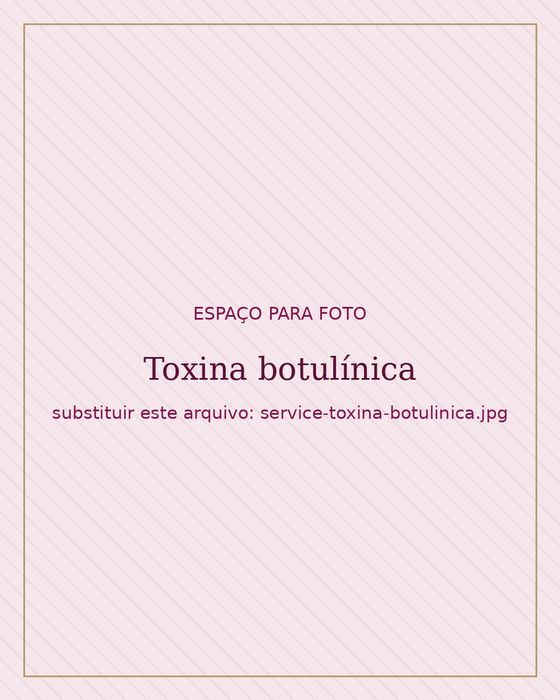 ESPAÇO PARA FOTO
Toxina botulínica
substituir este arquivo: service-toxina-botulinica.jpg